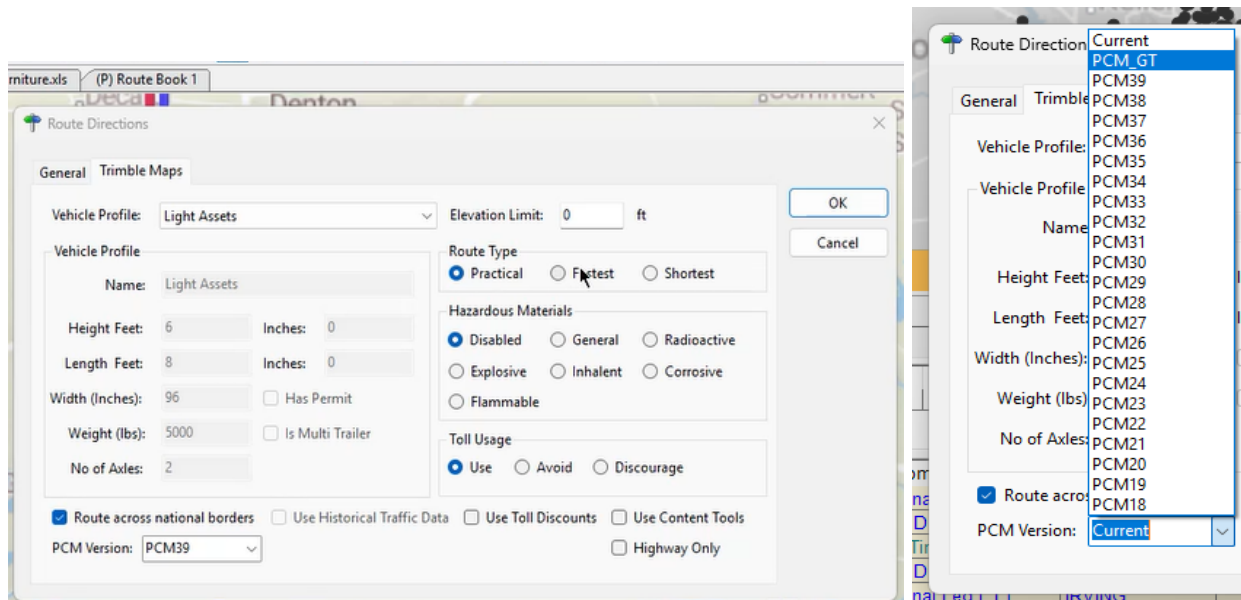 rniture.xls (P) Route Book 1
Denton
Route Directions
General Trimble Maps
Vehicle Profile: Light Assets Elevation Limit: 0 ft OK
Cancel
Vehicle Profile
Name: Light Assets
Height Feet: 6 Inches: 0
Length Feet: 8 Inches: 0
Width (Inches): 96 Has Permit
Weight (lbs): 5000 Is Multi Trailer
No of Axles: 2
Route Type
Practical Fastest Shortest
Hazardous Materials
Disabled General Radioactive
Explosive Inhalent Corrosive
Flammable
Toll Usage
Use Avoid Discourage
Route across national borders Use Historical Traffic Data Use Toll Discounts Use Content Tools
PCM Version: PCM39 Highway Only
Route Direction
General Trimble
Vehicle Profile:
Vehicle Profile
Name
Height Feet:
Length Feet:
Width (Inches):
Weight (lbs)
No of Axles:
Route acros
PCM Version: Current
Current
PCM_GT
PCM39
PCM38
PCM37
PCM36
PCM35
PCM34
PCM33
PCM32
PCM31
PCM30
PCM29
PCM28
PCM27
PCM26
PCM25
PCM24
PCM23
PCM22
PCM21
PCM20
PCM19
PCM18